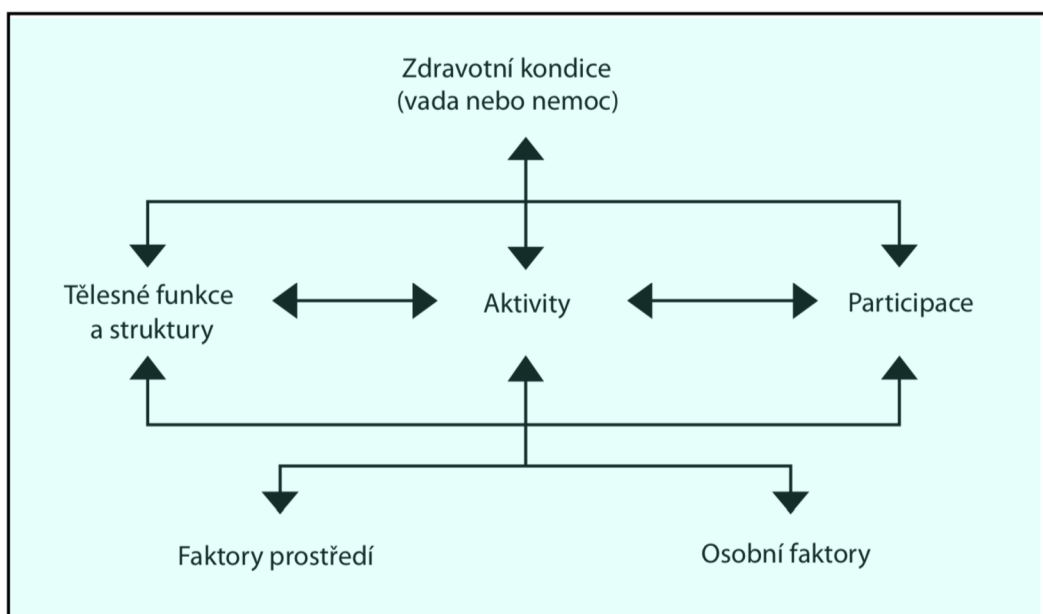 Zdravotní kondice
(vada nebo nemoc)
Tělesné funkce
a struktury
Aktivity
Participace
Faktory prostředí
Osobní faktory